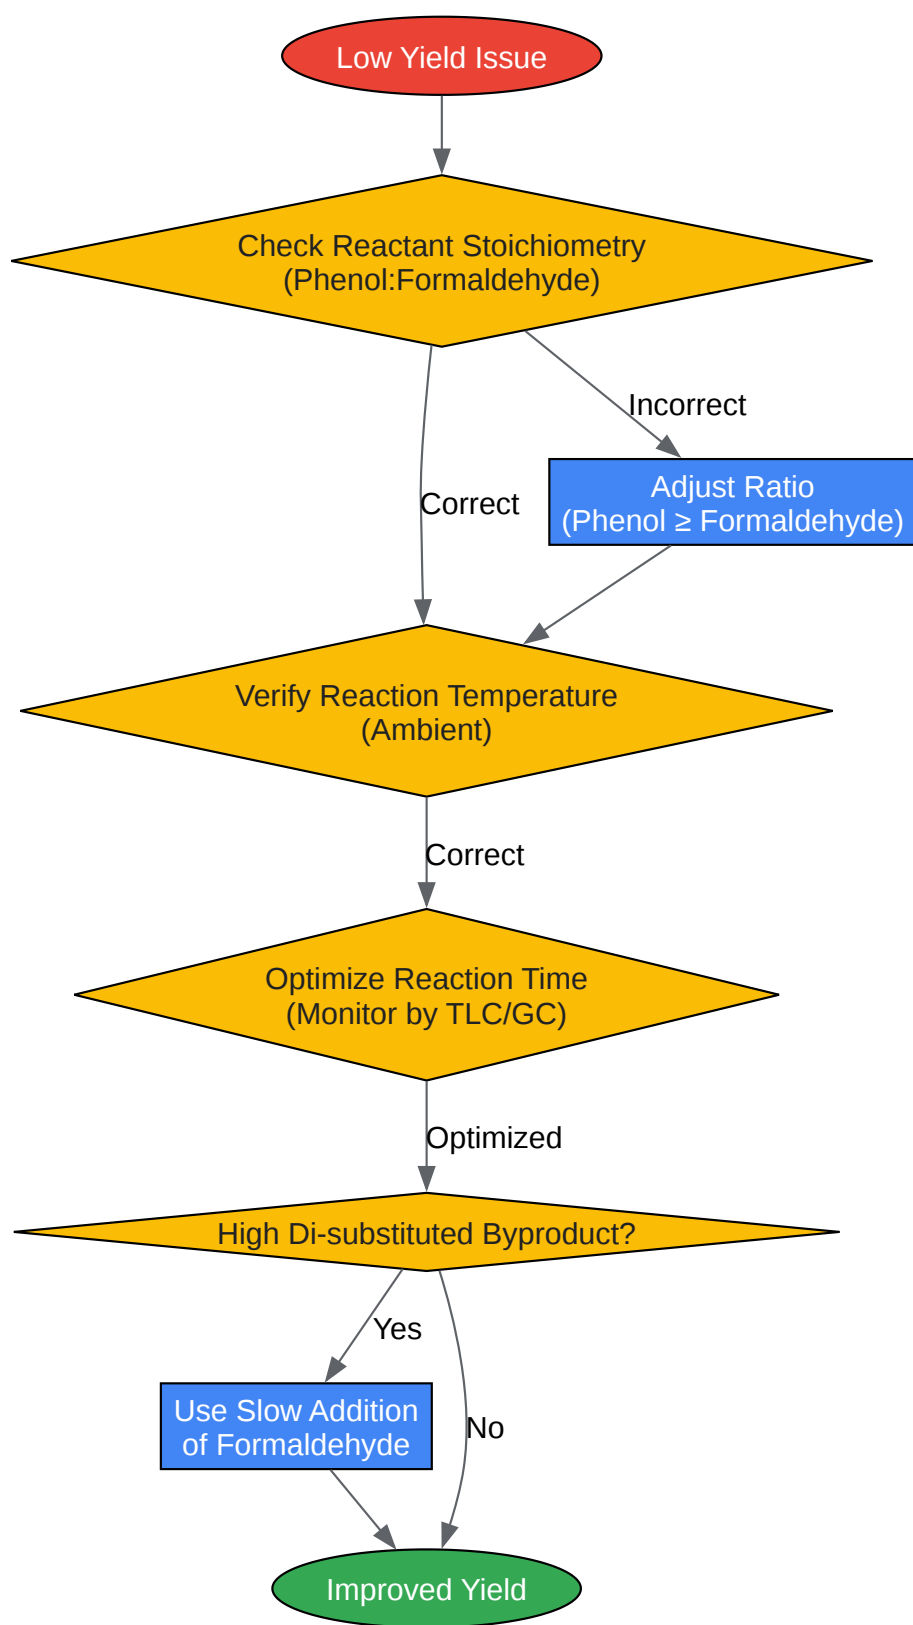 Low Yield Issue
Check Reactant Stoichiometry
(Phenol:Formaldehyde)
Incorrect
Adjust Ratio
(Phenol ≥ Formaldehyde)
Correct
Verify Reaction Temperature
(Ambient)
Correct
Optimize Reaction Time
(Monitor by TLC/GC)
Optimized
High Di-substituted Byproduct?
Yes
Use Slow Addition
of Formaldehyde
No
Improved Yield